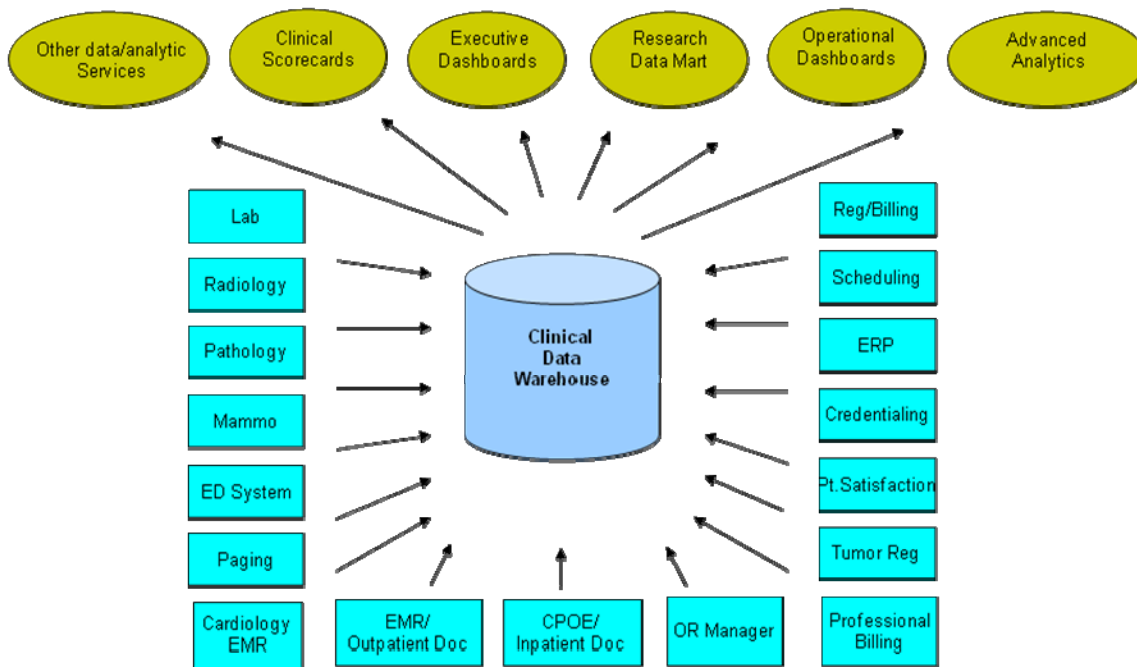 Other data/analytic
Services
Clinical
Scorecards
Executive
Dashboards
Research
Data Mart
Operational
Dashboards
Advanced
Analytics
Lab
Radiology
Pathology
Mammo
ED System
Paging
Cardiology
EMR
Clinical
Data
Warehouse
EMR/
Outpatient Doc
CPOE/
Inpatient Doc
OR Manager
Reg/Billing
Scheduling
ERP
Credentialing
Pt.Satisfaction
Tumor Reg
Professional
Billing